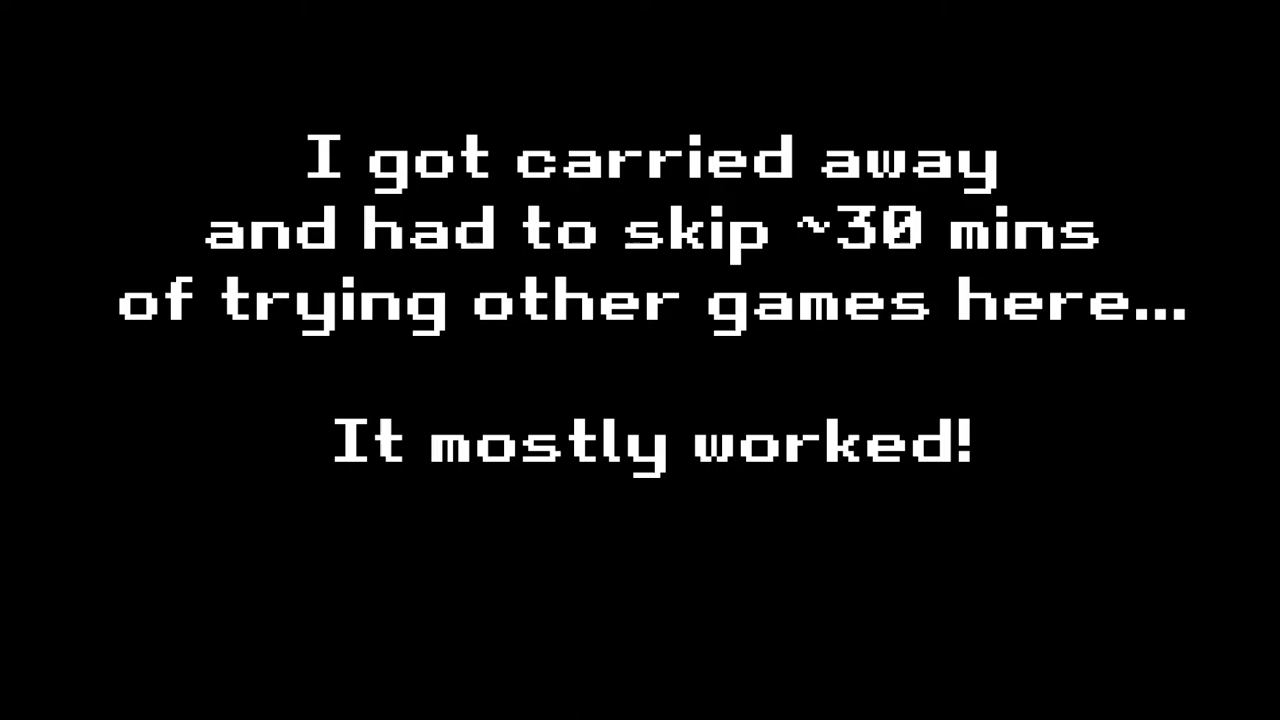 I got carried away
and had to skip ~30 mins
of trying other games here...
It mostly worked!